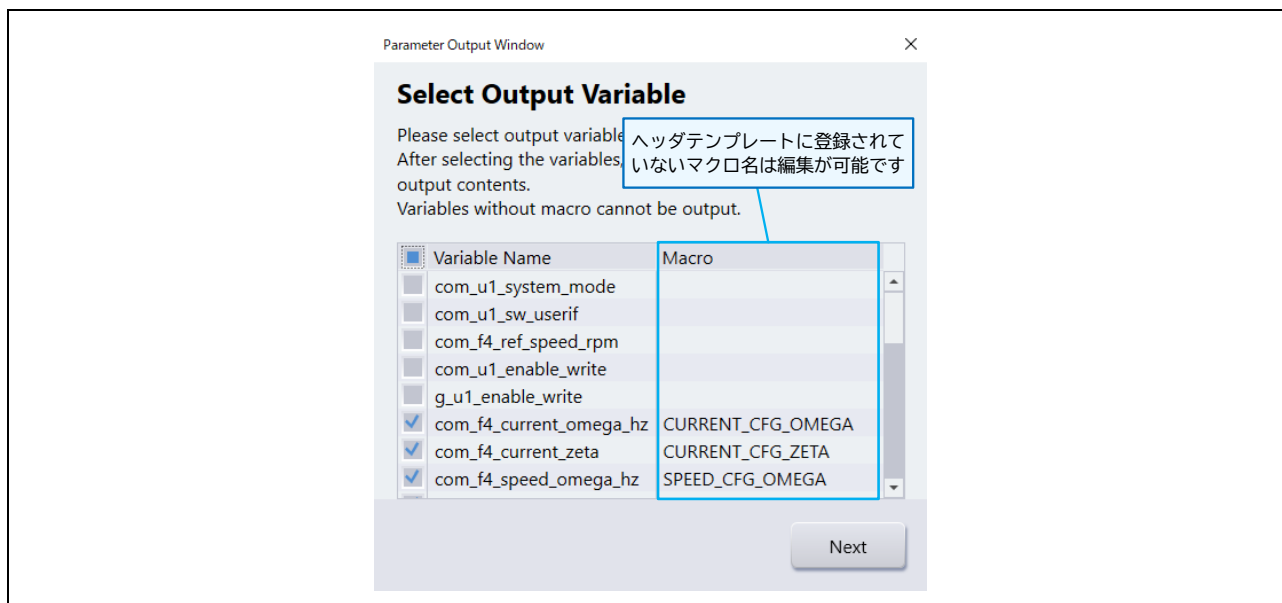 Parameter Output Window
Select Output Variable
Please select output variable
After selecting the variables,
output contents.
Variables without macro cannot be output.
ヘッダテンプレートに登録されて
いないマクロ名は編集が可能です
Variable Name Macro
com_u1_system_mode
com_u1_sw_userif
com_f4_ref_speed_rpm
com_u1_enable_write
g_u1_enable_write
com_f4_current_omega_hz CURRENT_CFG_OMEGA
com_f4_current_zeta CURRENT_CFG_ZETA
com_f4_speed_omega_hz SPEED_CFG_OMEGA
Next